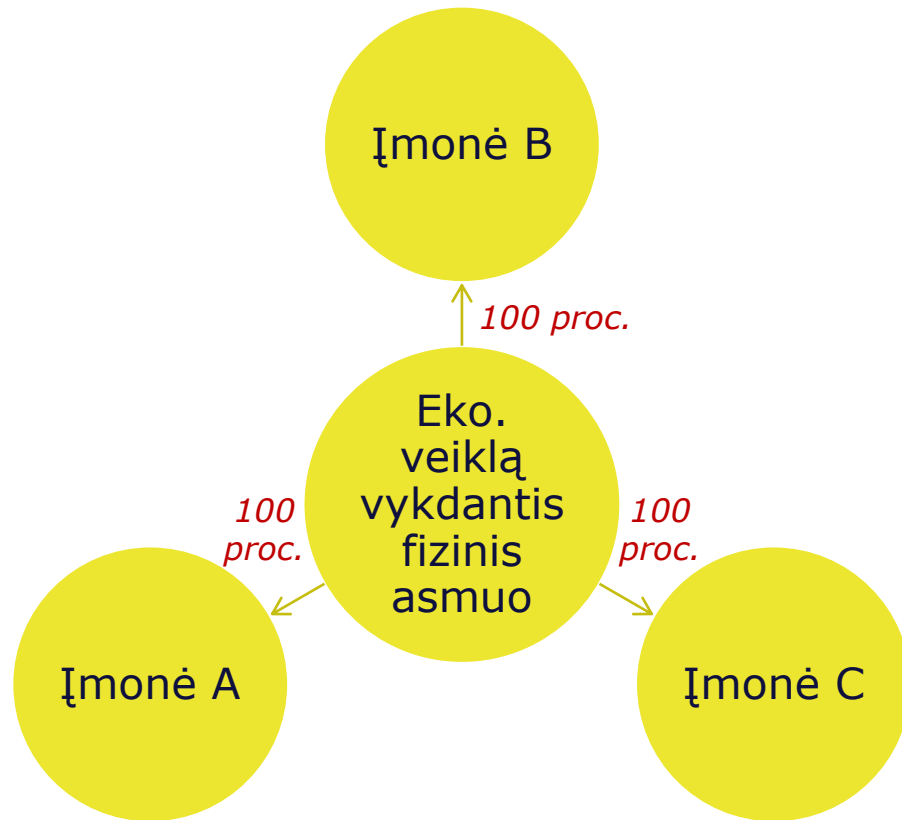 Įmonė B
100 proc.
Eko.
veiklą
vykdantis
fizinis
asmuo
100
proc.
100
proc.
Įmonė A
Įmonė C